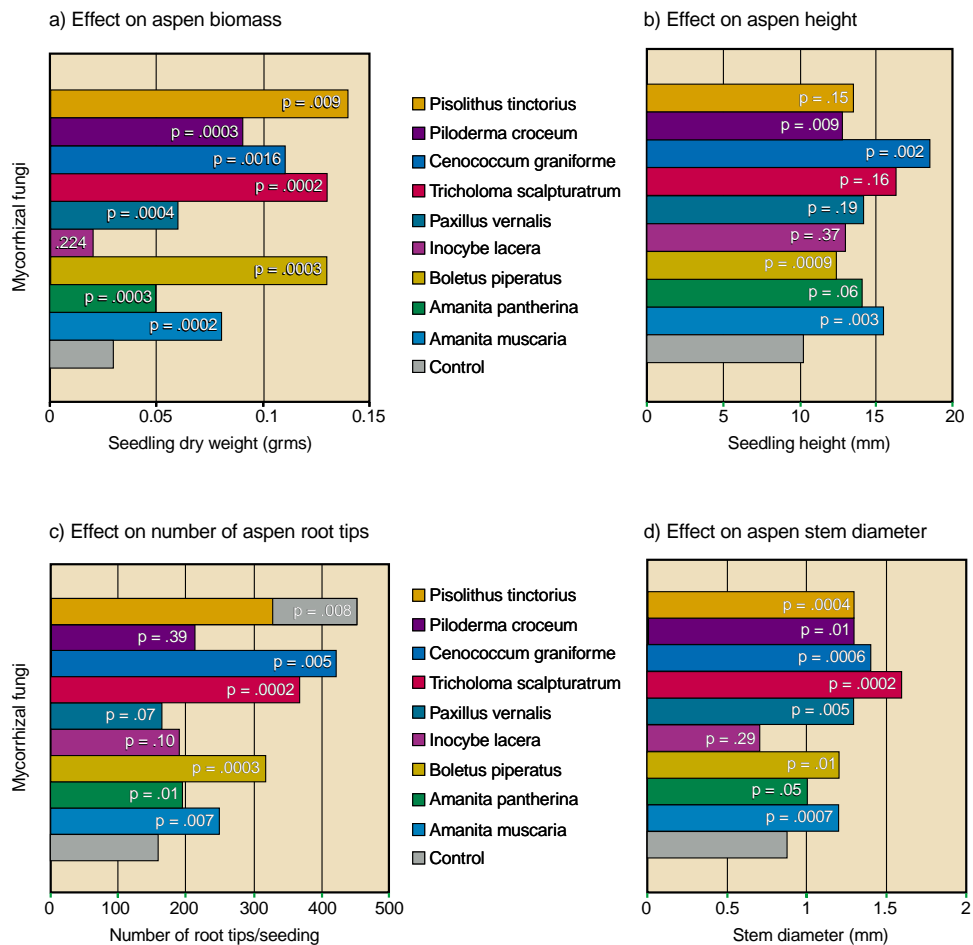 a) Effect on aspen biomass
Mycorrhizal fungi
p = .009
p = .0003
p = .0016
p = .0002
p = .0004
.224
p = .0003
p = .0003
p = .0002
0
0.05
0.1
0.15
Seedling dry weight (grms)
Pisolithus tinctorius
Piloderma croceum
Cenococcum graniforme
Tricholoma scalpturatrum
Paxillus vernalis
Inocybe lacera
Boletus piperatus
Amanita pantherina
Amanita muscaria
Control
b) Effect on aspen height
p = .15
p = .009
p = .002
p = .16
p = .19
p = .37
p = .0009
p = .06
p = .003
0
5
10
15
20
Seedling height (mm)
c) Effect on number of aspen root tips
Mycorrhizal fungi
p = .008
p = .39
p = .005
p = .0002
p = .07
p = .10
p = .0003
p = .01
p = .007
0
100
200
300
400
500
Number of root tips/seeding
Pisolithus tinctorius
Piloderma croceum
Cenococcum graniforme
Tricholoma scalpturatrum
Paxillus vernalis
Inocybe lacera
Boletus piperatus
Amanita pantherina
Amanita muscaria
Control
d) Effect on aspen stem diameter
p = .0004
p = .01
p = .0006
p = .0002
p = .005
p = .29
p = .01
p = .05
p = .0007
0
0.5
1
1.5
2
Stem diameter (mm)